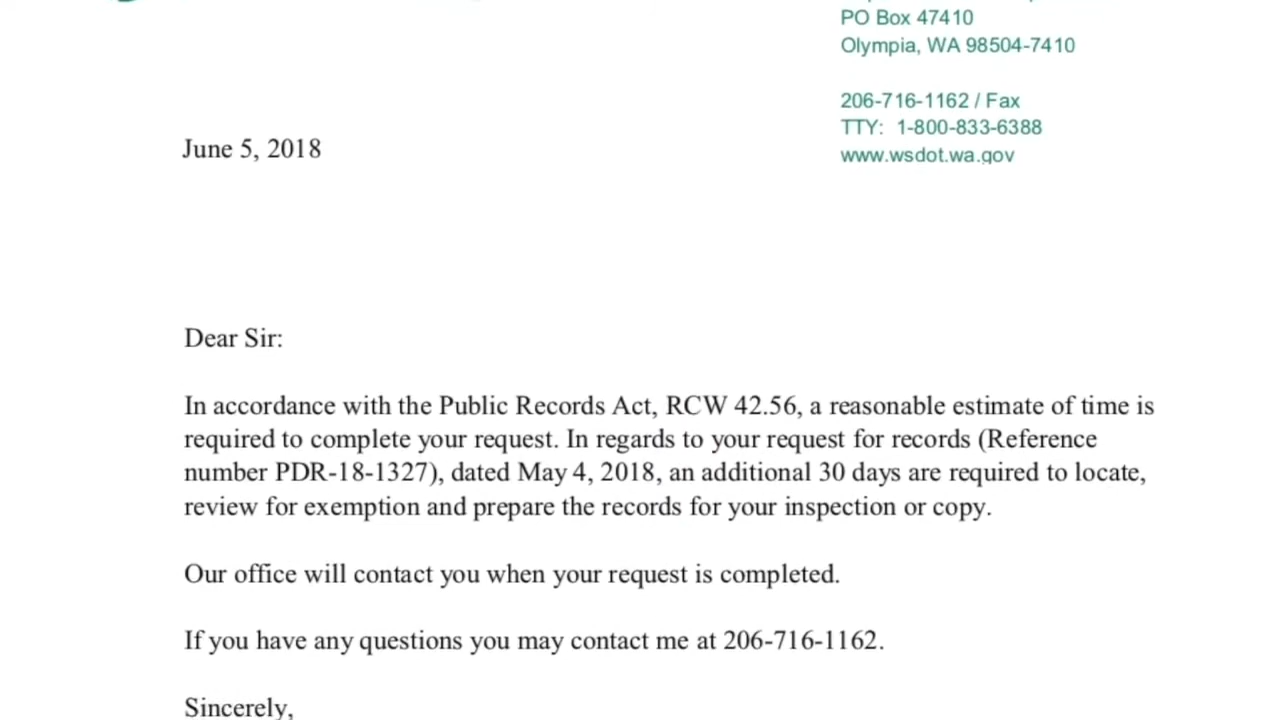 PO Box 47410
Olympia, WA 98504-7410
206-716-1162 / Fax
TTY: 1-800-833-6388
www.wsdot.wa.gov
June 5, 2018
Dear Sir:
In accordance with the Public Records Act, RCW 42.56, a reasonable estimate of time is
required to complete your request. In regards to your request for records (Reference
number PDR-18-1327), dated May 4, 2018, an additional 30 days are required to locate,
review for exemption and prepare the records for your inspection or copy.
Our office will contact you when your request is completed.
If you have any questions you may contact me at 206-716-1162.
Sincerely,